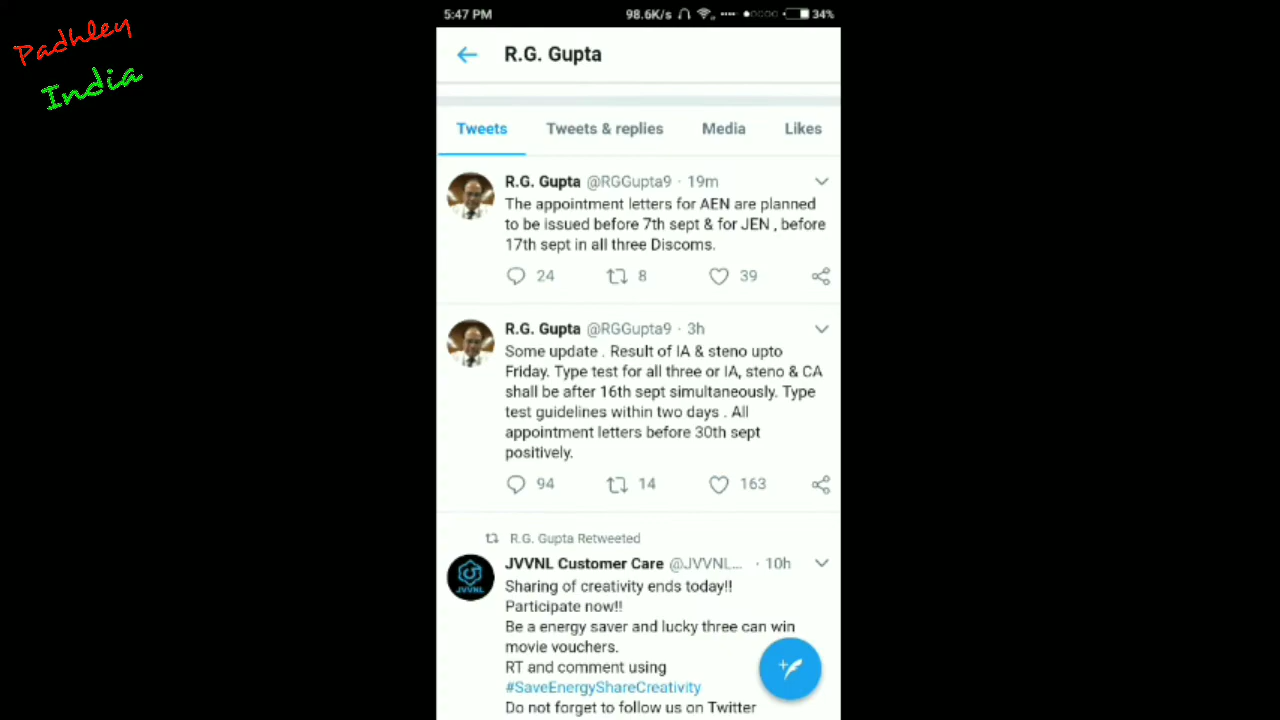 Padhley
India
5:47 PM
98.6K/s
34%
R.G. Gupta
Tweets
Tweets & replies
Media
Likes
R.G. Gupta @RGGupta9 · 19m
The appointment letters for AEN are planned
to be issued before 7th sept & for JEN , before
17th sept in all three Discoms.
24
8
39
R.G. Gupta @RGGupta9 · 3h
Some update . Result of IA & steno upto
Friday. Type test for all three or IA, steno & CA
shall be after 16th sept simultaneously. Type
test guidelines within two days . All
appointment letters before 30th sept
positively.
94
14
163
R.G. Gupta Retweeted
JVVNL Customer Care @JVVNL... · 10h
JVVNL
Sharing of creativity ends today!!
Participate now!!
Be a energy saver and lucky three can win
movie vouchers.
RT and comment using
#SaveEnergyShareCreativity
Do not forget to follow us on Twitter